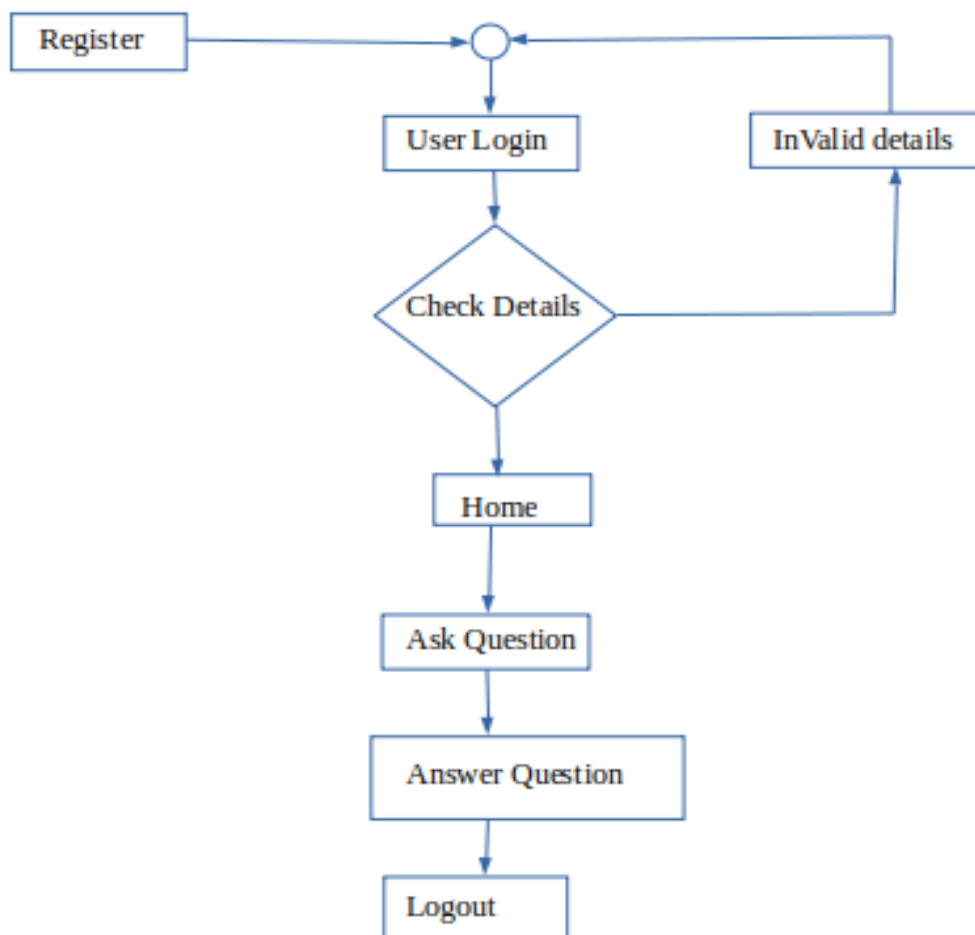 Register
User Login
InValid details
Check Details
Home
Ask Question
Answer Question
Logout